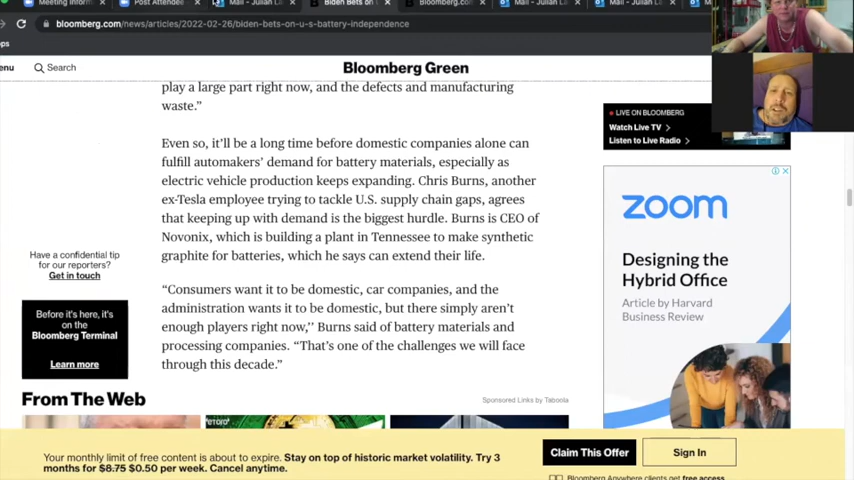 Meeting Inform
Post Attendee
Mail - Julian L
Biden Bets on
Bloomberg.co
Mail - Julian L
Mail - Julian L
bloomberg.com/news/articles/2022-02-26/biden-bets-on-u-s-battery-independence
pps
enu
Search
Bloomberg Green
play a large part right now, and the defects and manufacturing
waste.”
Even so, it’ll be a long time before domestic companies alone can
fulfill automakers’ demand for battery materials, especially as
electric vehicle production keeps expanding. Chris Burns, another
ex-Tesla employee trying to tackle U.S. supply chain gaps, agrees
that keeping up with demand is the biggest hurdle. Burns is CEO of
Novonix, which is building a plant in Tennessee to make synthetic
graphite for batteries, which he says can extend their life.
“Consumers want it to be domestic, car companies, and the
administration wants it to be domestic, but there simply aren’t
enough players right now,’’ Burns said of battery materials and
processing companies. “That’s one of the challenges we will face
through this decade.”
Have a confidential tip
for our reporters?
Get in touch
Before it's here, it's
on the
Bloomberg Terminal
Learn more
LIVE ON BLOOMBERG
Watch Live TV
Listen to Live Radio
zoom
Designing the
Hybrid Office
Article by Harvard
Business Review
From The Web
Sponsored Links by Taboola
eTORO
Your monthly limit of free content is about to expire. Stay on top of historic market volatility. Try 3
months for $8.75 $0.50 per week. Cancel anytime.
Claim This Offer
Sign In
Bloomberg Anywhere clients get free access